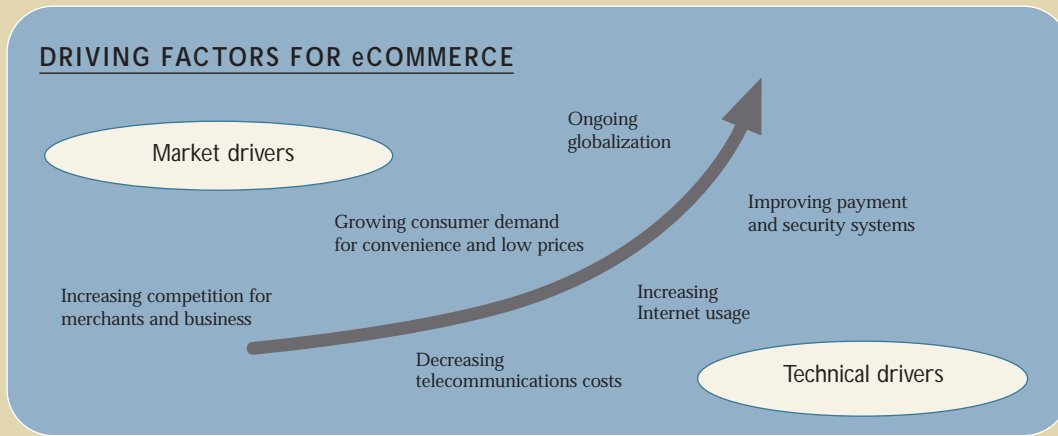 DRIVING FACTORS FOR eCOMMERCE
Market drivers
Ongoing
globalization
Growing consumer demand
for convenience and low prices
Increasing competition for
merchants and business
Improving payment
and security systems
Increasing
Internet usage
Decreasing
telecommunications costs
Technical drivers